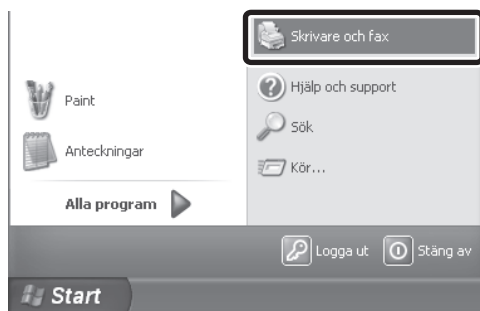 Paint
Anteckningar
Alla program
Skrivare och fax
Hjälp och support
Sök
Kör...
Logga ut
Stäng av
Start